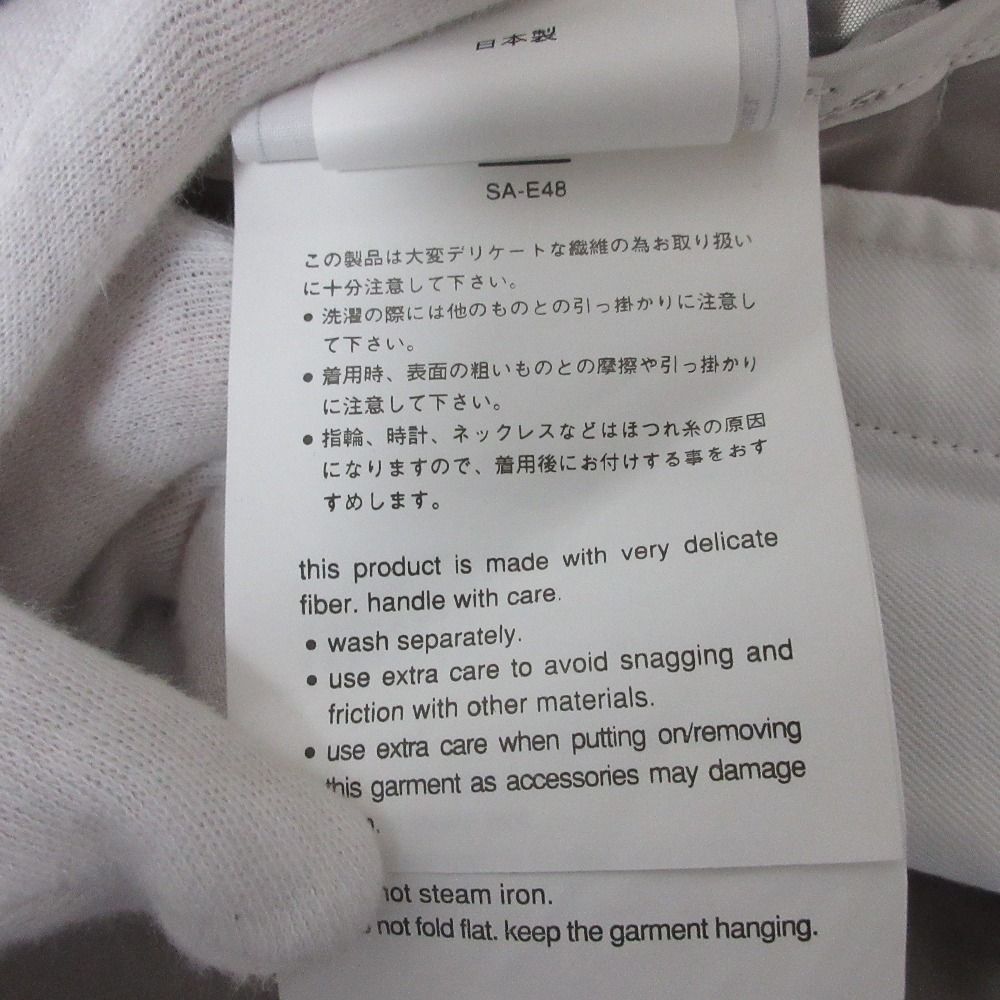 日本製
SA-E48
この製品は大変デリケートな繊維の為お取り扱い
に十分注意して下さい。
● 洗濯の際には他のものとの引っ掛かりに注意し
て下さい。
● 着用時、表面の粗いものとの摩擦や引っ掛かり
に注意して下さい。
● 指輪、時計、ネックレスなどはほつれ糸の原因
になりますので、着用後にお付けする事をおす
すめします。
this product is made with very delicate
fiber. handle with care.
● wash separately.
● use extra care to avoid snagging and
friction with other materials.
● use extra care when putting on/removing
this garment as accessories may damage
not steam iron.
not fold flat. keep the garment hanging.